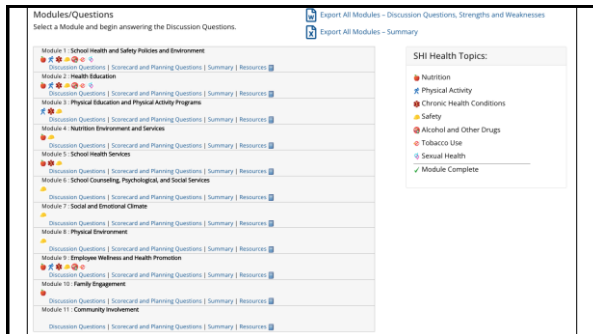 Modules/Questions
Select a Module and begin answering the Discussion Questions.
Export All Modules – Discussion Questions, Strengths and Weaknesses
Export All Modules – Summary
Module 1 : School Health and Safety Policies and Environment
Discussion Questions | Scorecard and Planning Questions | Summary | Resources
Module 2 : Health Education
Discussion Questions | Scorecard and Planning Questions | Summary | Resources
Module 3 : Physical Education and Physical Activity Programs
Discussion Questions | Scorecard and Planning Questions | Summary | Resources
Module 4 : Nutrition Environment and Services
Discussion Questions | Scorecard and Planning Questions | Summary | Resources
Module 5 : School Health Services
Discussion Questions | Scorecard and Planning Questions | Summary | Resources
Module 6 : School Counseling, Psychological, and Social Services
Discussion Questions | Scorecard and Planning Questions | Summary | Resources
Module 7 : Social and Emotional Climate
Discussion Questions | Scorecard and Planning Questions | Summary | Resources
Module 8 : Physical Environment
Discussion Questions | Scorecard and Planning Questions | Summary | Resources
Module 9 : Employee Wellness and Health Promotion
Discussion Questions | Scorecard and Planning Questions | Summary | Resources
Module 10 : Family Engagement
Discussion Questions | Scorecard and Planning Questions | Summary | Resources
Module 11 : Community Involvement
Discussion Questions | Scorecard and Planning Questions | Summary | Resources
SHI Health Topics:
Nutrition
Physical Activity
Chronic Health Conditions
Safety
Alcohol and Other Drugs
Tobacco Use
Sexual Health
Module Complete